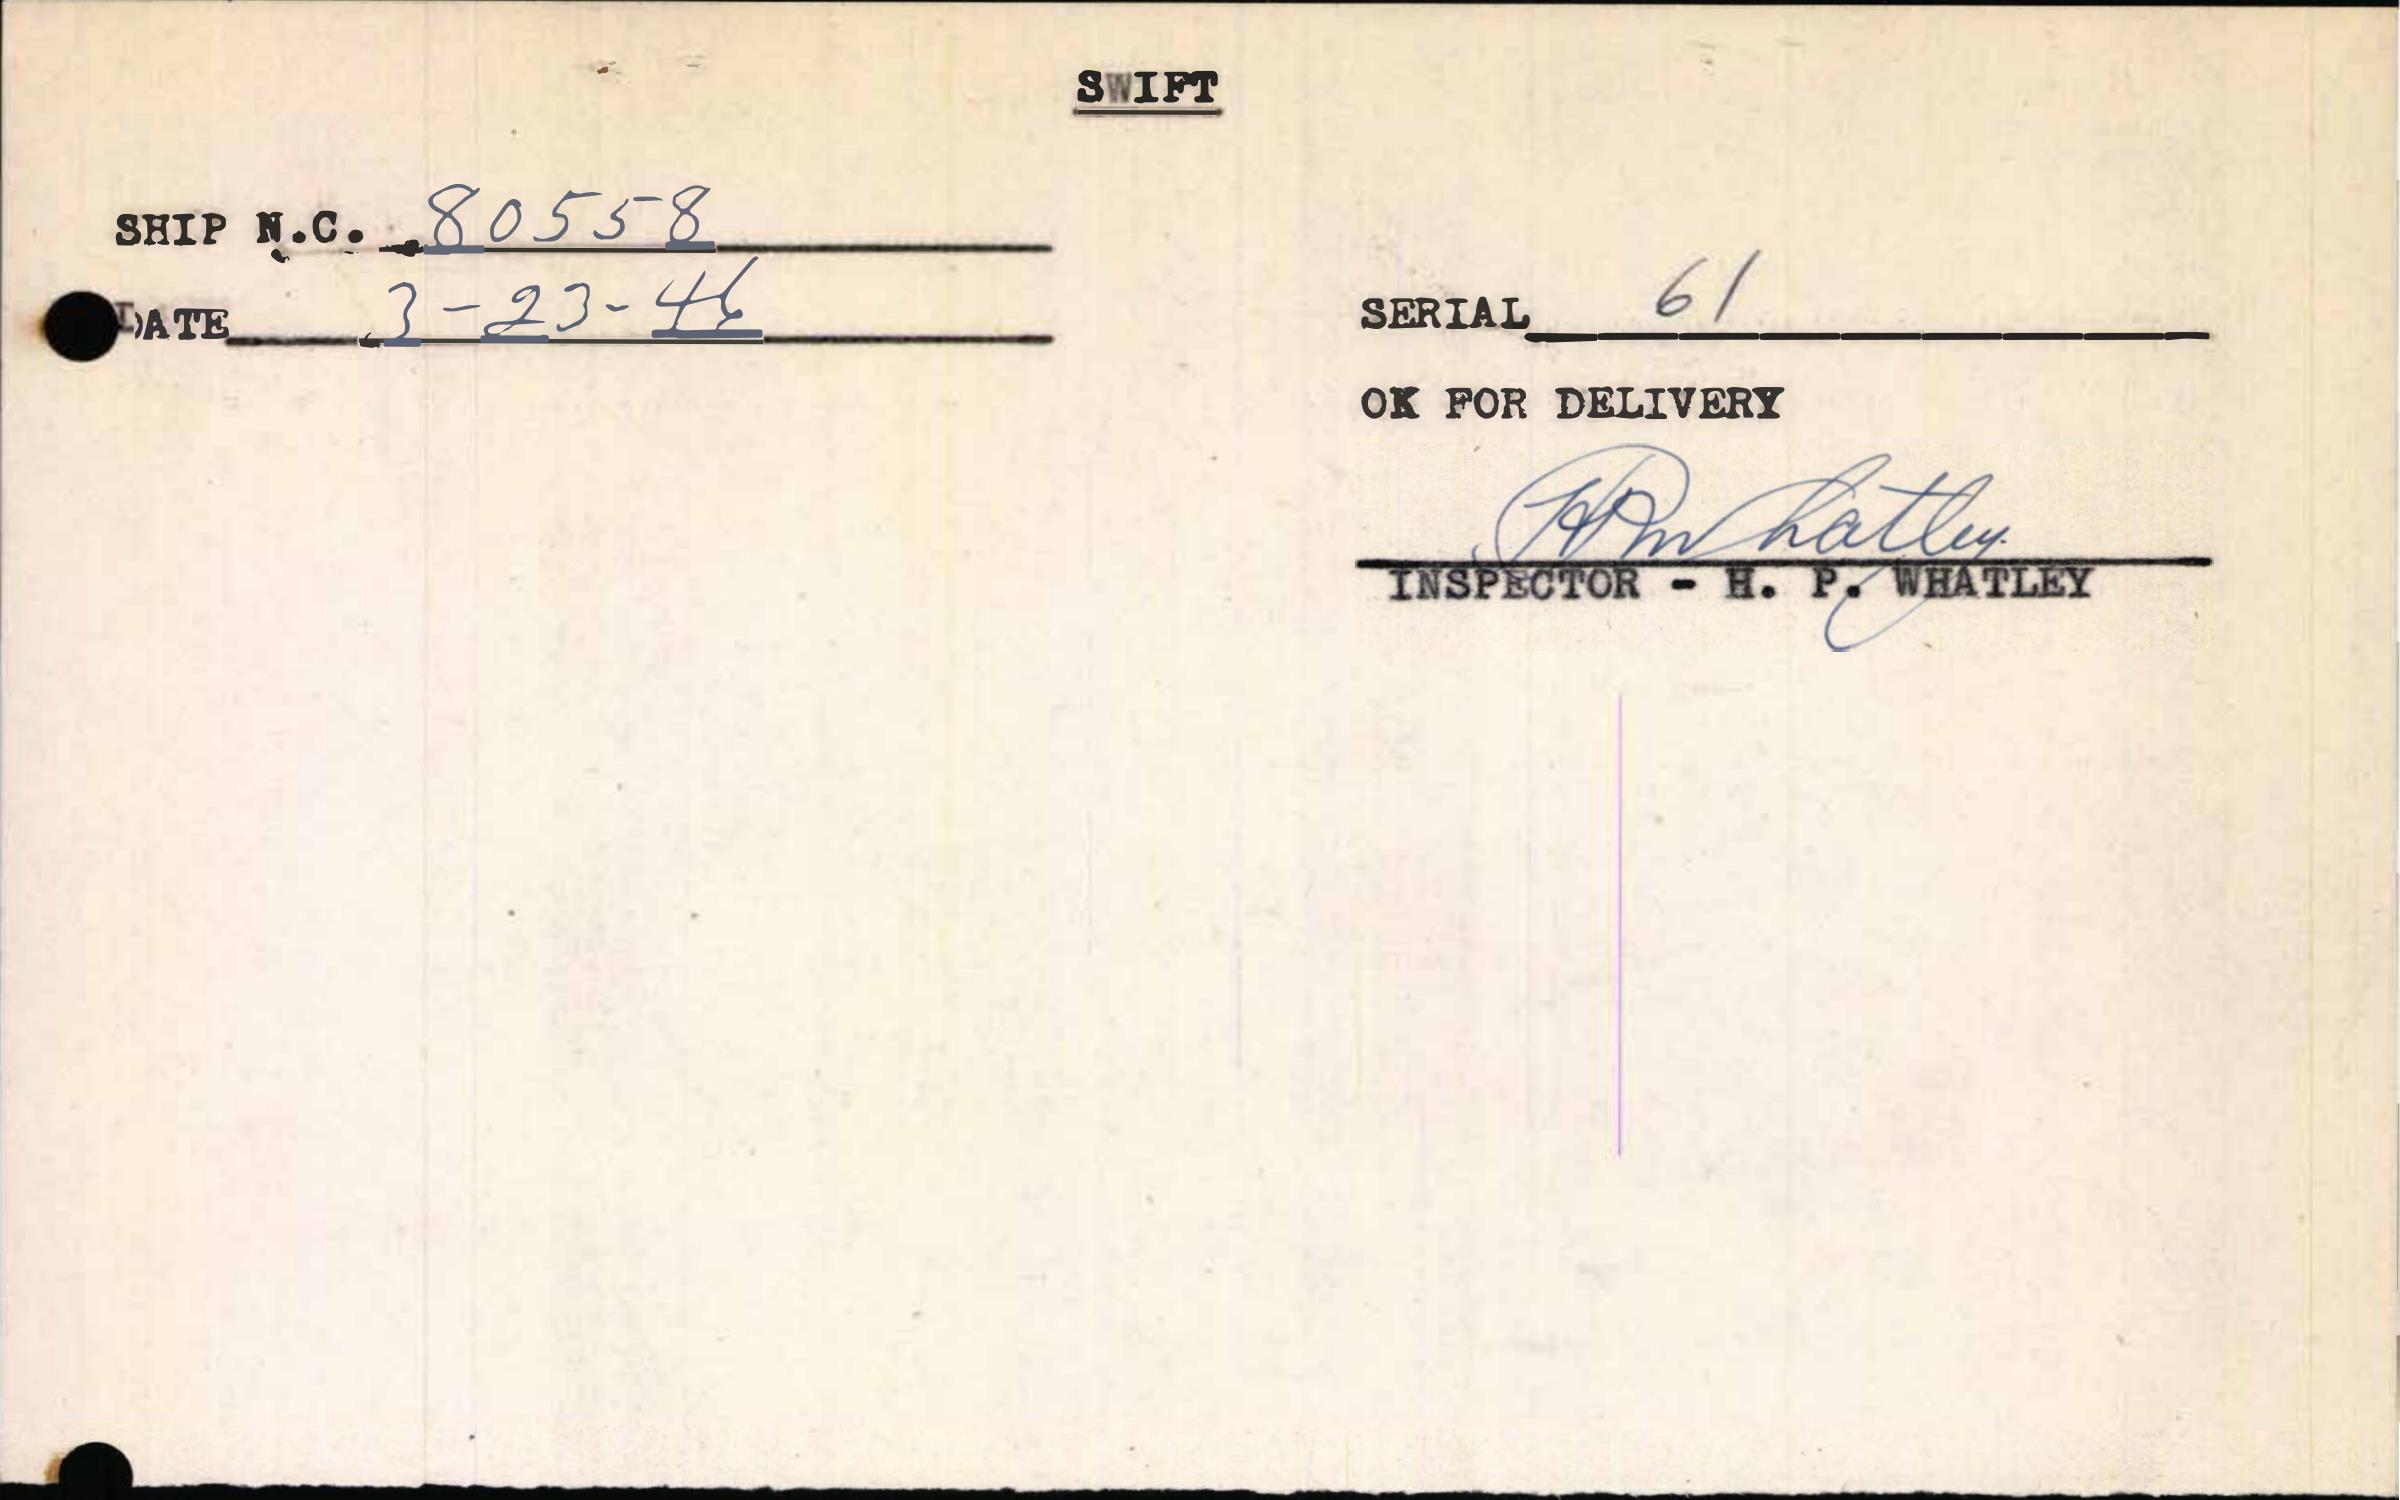 SWIFT
SHIP N.C. 80558
DATE 3-23-46
SERIAL 61
OK FOR DELIVERY
HPWhatley
INSPECTOR - H. P. WHATLEY